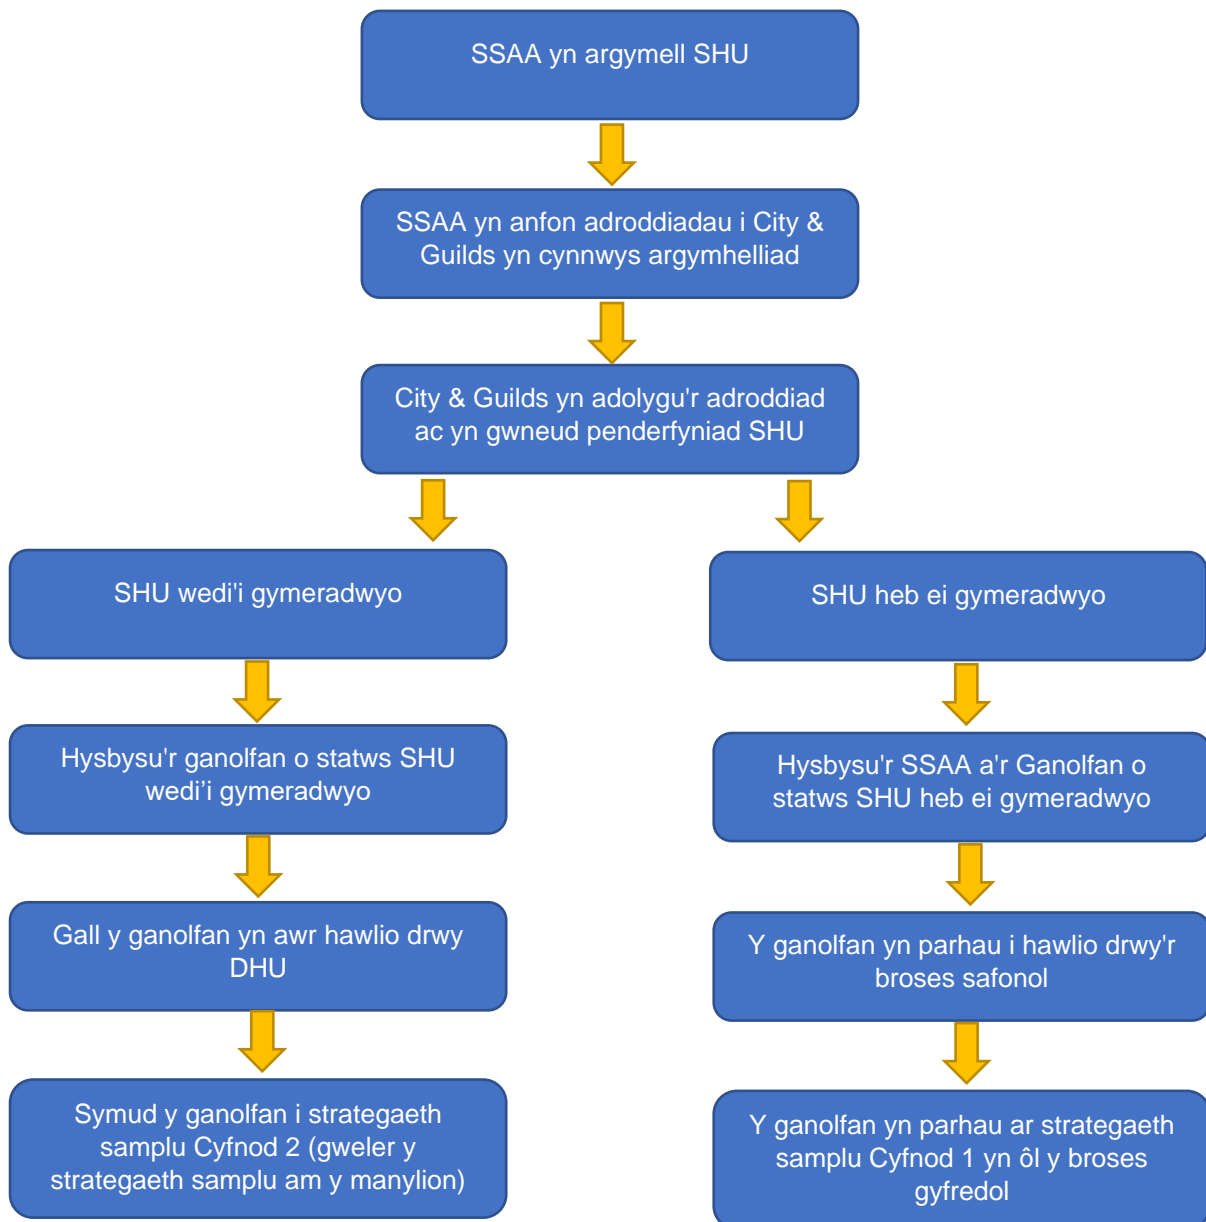 SSAA yn argymell SHU
SSAA yn anfon adroddiadau i City &
Guilds yn cynnwys argymhelliad
City & Guilds yn adolygu'r adroddiad
ac yn gwneud penderfyniad SHU
SHU wedi'i gymeradwyo
Hysbysu'r ganolfan o statws SHU
wedi’i gymeradwyo
Gall y ganolfan yn awr hawlio drwy
DHU
Symud y ganolfan i strategaeth
samplu Cyfnod 2 (gweler y
strategaeth samplu am y manylion)
SHU heb ei gymeradwyo
Hysbysu'r SSAA a'r Ganolfan o
statws SHU heb ei gymeradwyo
Y ganolfan yn parhau i hawlio drwy'r
broses safonol
Y ganolfan yn parhau ar strategaeth
samplu Cyfnod 1 yn ôl y broses
gyfredol